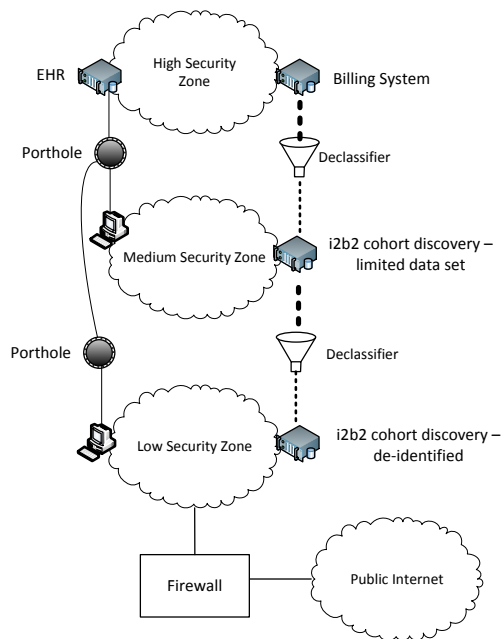 EHR
High Security
Zone
Billing System
Porthole
Declassifier
Medium Security Zone
i2b2 cohort discovery –
limited data set
Porthole
Declassifier
Low Security Zone
i2b2 cohort discovery –
de-identified
Firewall
Public Internet